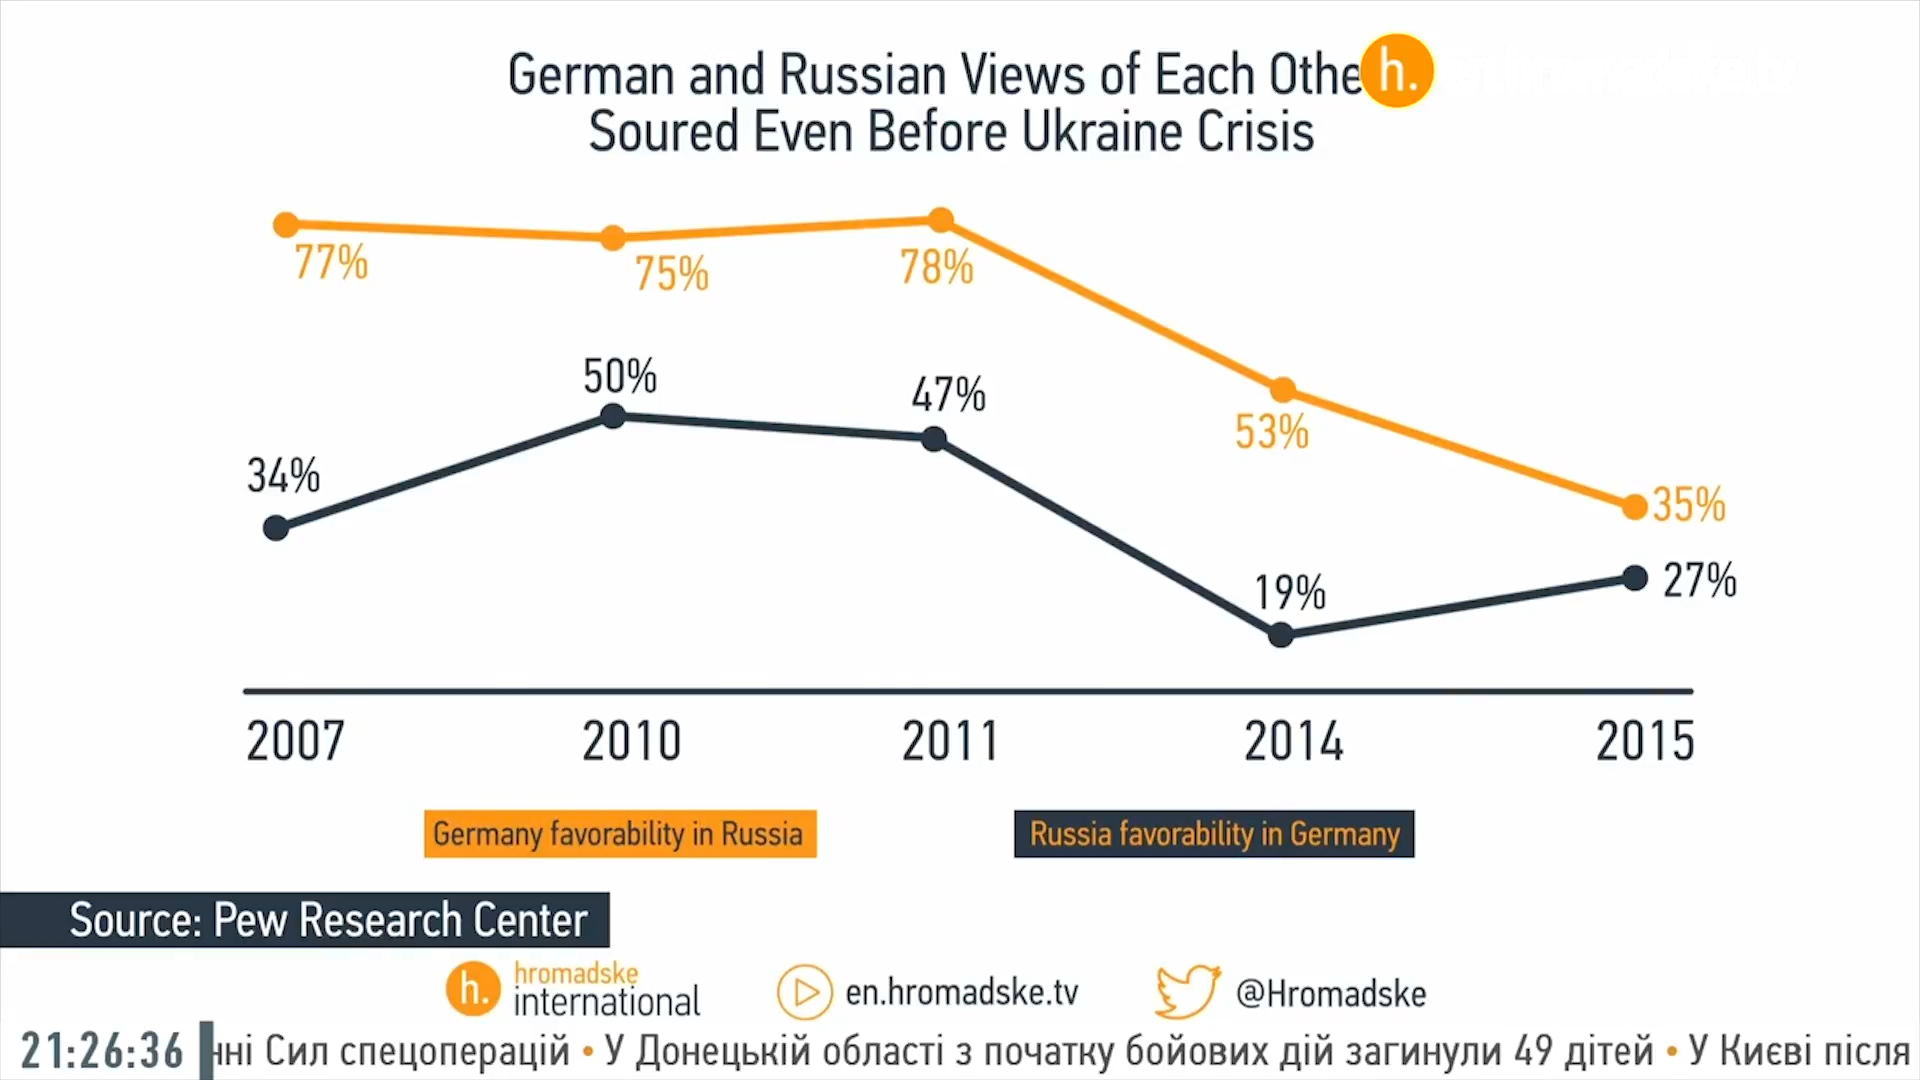 German and Russian Views of Each Othe
h.
Soured Even Before Ukraine Crisis
77%
75%
78%
53%
35%
34%
50%
47%
19%
27%
2007 2010 2011 2014 2015
Germany favorability in Russia
Russia favorability in Germany
Source: Pew Research Center
h. hromadske international
en.hromadske.tv
@Hromadske
21:26:36
нні Сил спецоперацій • У Донецькій області з початку бойових дій загинули 49 дітей • У Києві після